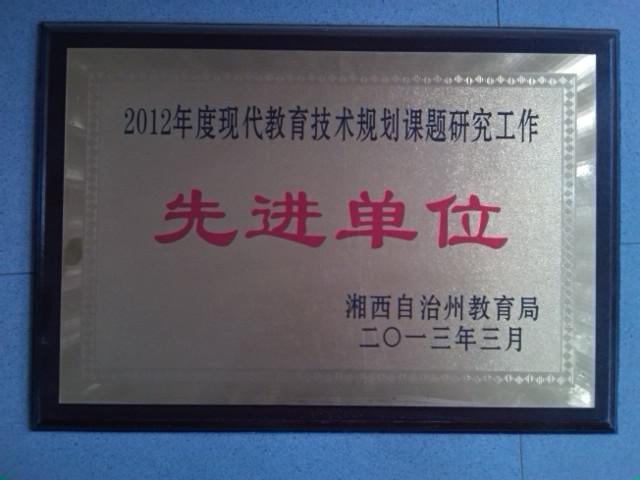 2012年度现代教育技术规划课题研究工作
先进单位
湘西自治州教育局
二〇一三年三月